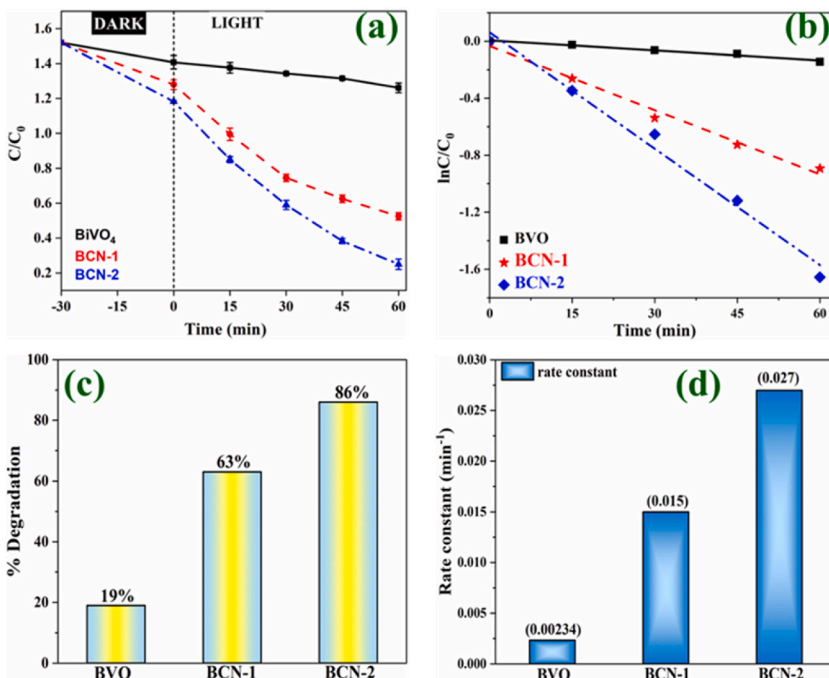 DARK LIGHT (a)
1.6
1.4
1.2
1.0
0.8
0.6
0.4
0.2
C/C0
BiVO4
BCN-1
BCN-2
-30 -15 0 15 30 45 60
Time (min)
(b)
0.0
-0.4
-0.8
-1.2
-1.6
lnC/C0
BVO
BCN-1
BCN-2
0 15 30 45 60
Time (min)
(c)
100
80
60
40
20
0
% Degradation
19%
63%
86%
BVO BCN-1 BCN-2
(d)
rate constant
0.030
0.025
0.020
0.015
0.010
0.005
0.000
Rate constant (min-1)
(0.00234)
(0.015)
(0.027)
BVO BCN-1 BCN-2